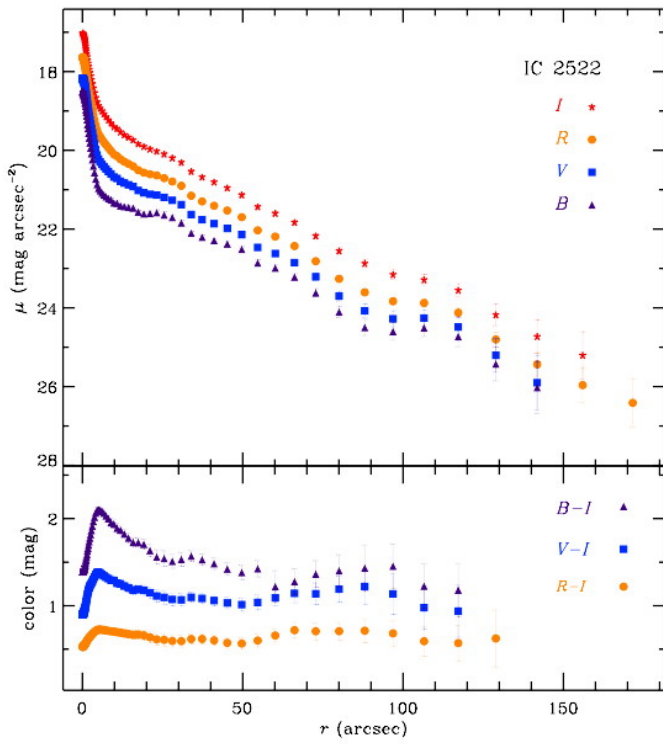 IC 2522
I
R
V
B
18
20
22
24
26
28
μ (mag arcsec⁻²)
B-I
V-I
R-I
2
1
color (mag)
0 50 100 150
r (arcsec)